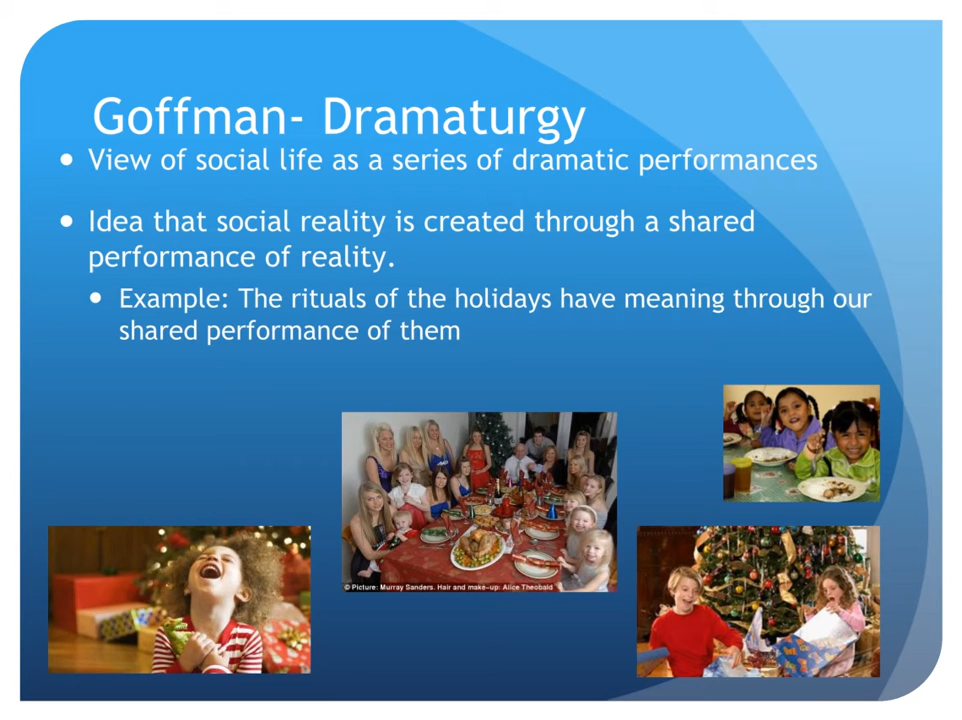 Goffman- Dramaturgy
View of social life as a series of dramatic performances
Idea that social reality is created through a shared
performance of reality.
Example: The rituals of the holidays have meaning through our
shared performance of them
© Picture: Murray Sanders. Hair and make-up: Alice Theobald